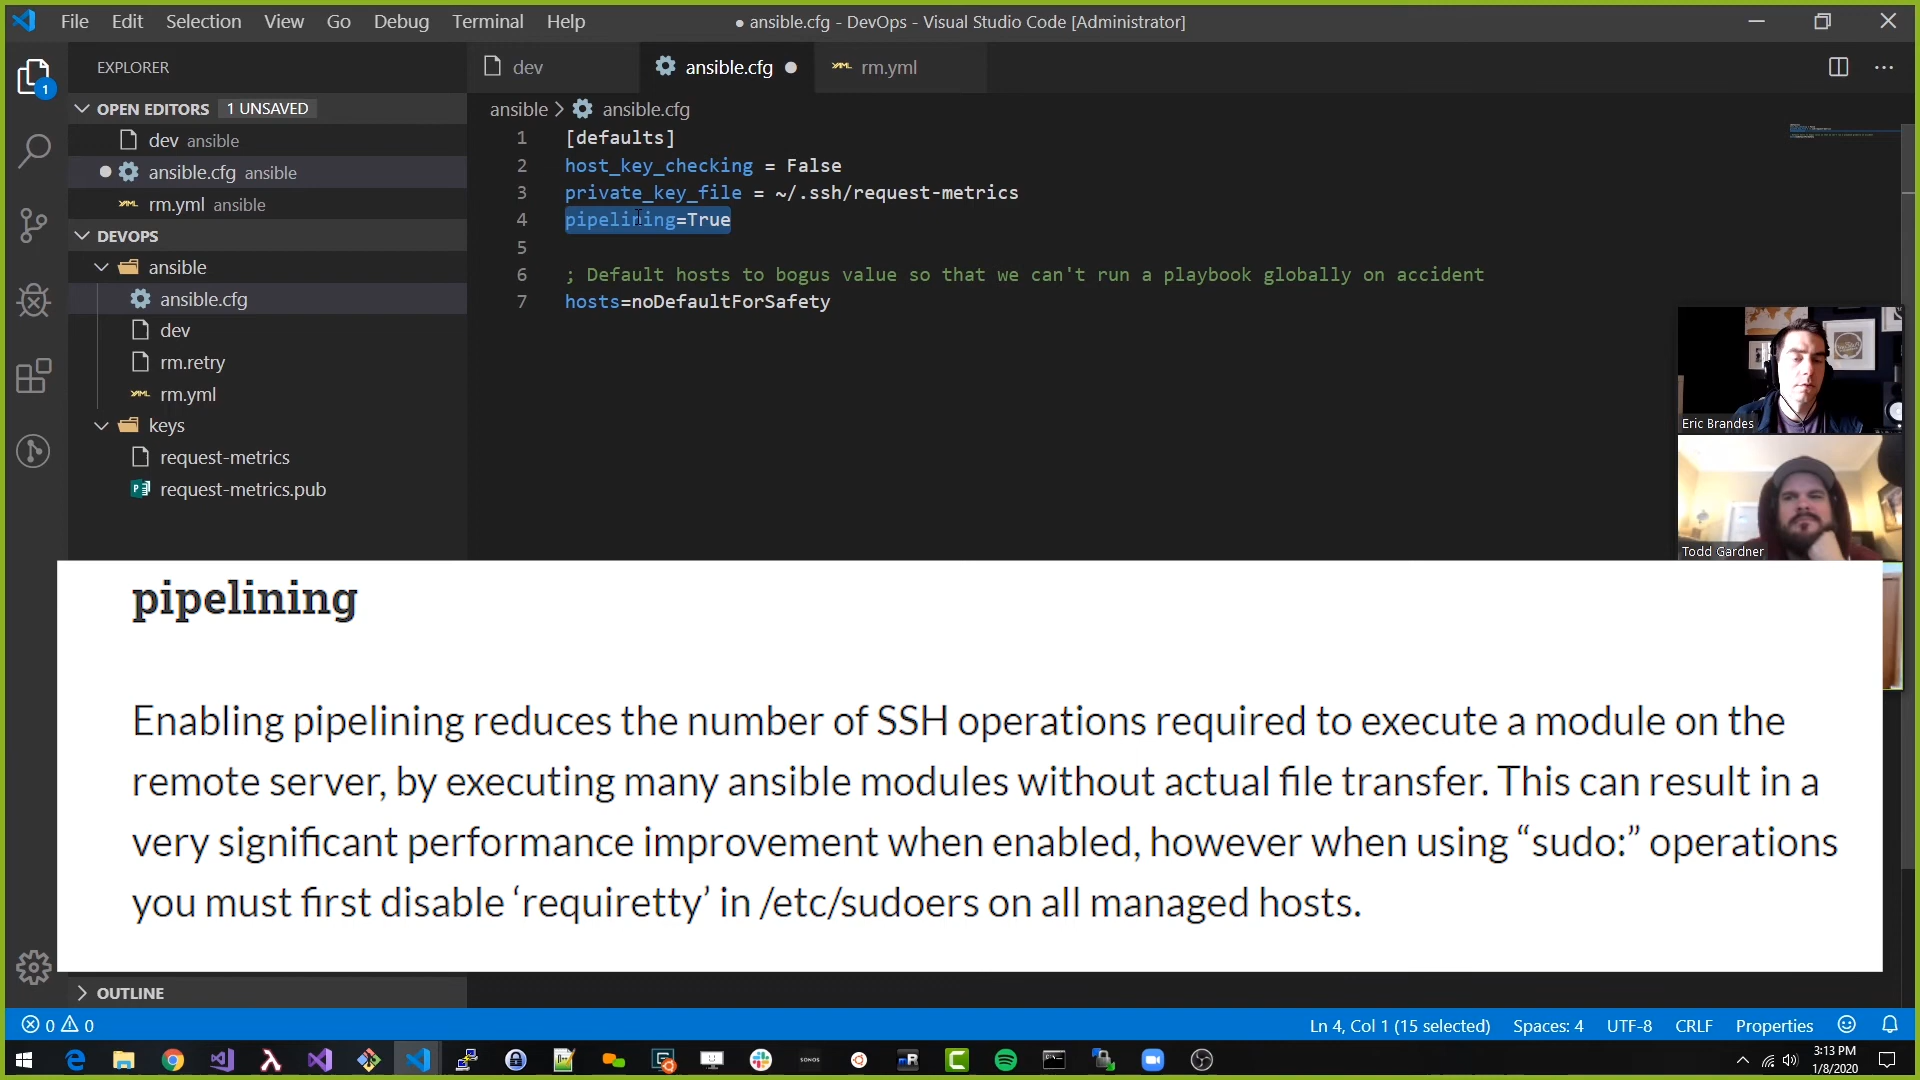 File Edit Selection View Go Debug Terminal Help
● ansible.cfg - DevOps - Visual Studio Code [Administrator]
EXPLORER
OPEN EDITORS 1 UNSAVED
dev ansible
ansible.cfg ansible
rm.yml ansible
DEVOPS
ansible
ansible.cfg
dev
rm.retry
rm.yml
keys
request-metrics
request-metrics.pub
OUTLINE
dev
ansible.cfg
rm.yml
ansible > ansible.cfg
1 [defaults]
2 host_key_checking = False
3 private_key_file = ~/.ssh/request-metrics
4 pipelining=True
5
6 ; Default hosts to bogus value so that we can't run a playbook globally on accident
7 hosts=noDefaultForSafety
Eric Brandes
Todd Gardner
pipelining
Enabling pipelining reduces the number of SSH operations required to execute a module on the
remote server, by executing many ansible modules without actual file transfer. This can result in a
very significant performance improvement when enabled, however when using “sudo:” operations
you must first disable ‘requiretty’ in /etc/sudoers on all managed hosts.
0 0
Ln 4, Col 1 (15 selected) Spaces: 4 UTF-8 CRLF Properties
SONOS
3:13 PM
1/8/2020